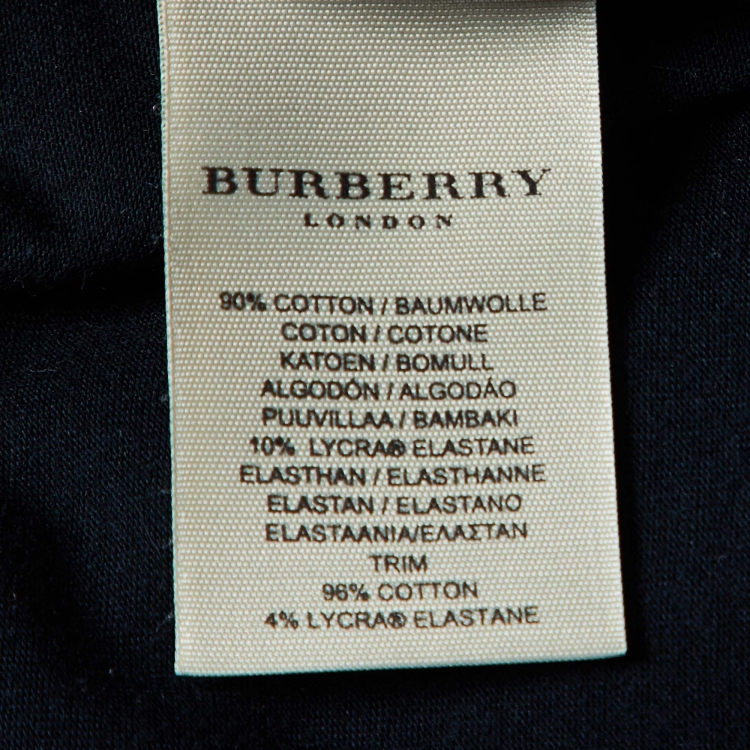 BURBERRY
LONDON
90% COTTON / BAUMWOLLE
COTON / COTONE
KATOEN / BOMULL
ALGODÓN / ALGODÁO
PUUVILLAA / BAMBAKI
10% LYCRA® ELASTANE
ELASTHAN / ELASTHANNE
ELASTAN / ELASTANO
ELASTAANIA/ΕΛΑΣΤΑΝ
TRIM
96% COTTON
4% LYCRA® ELASTANE